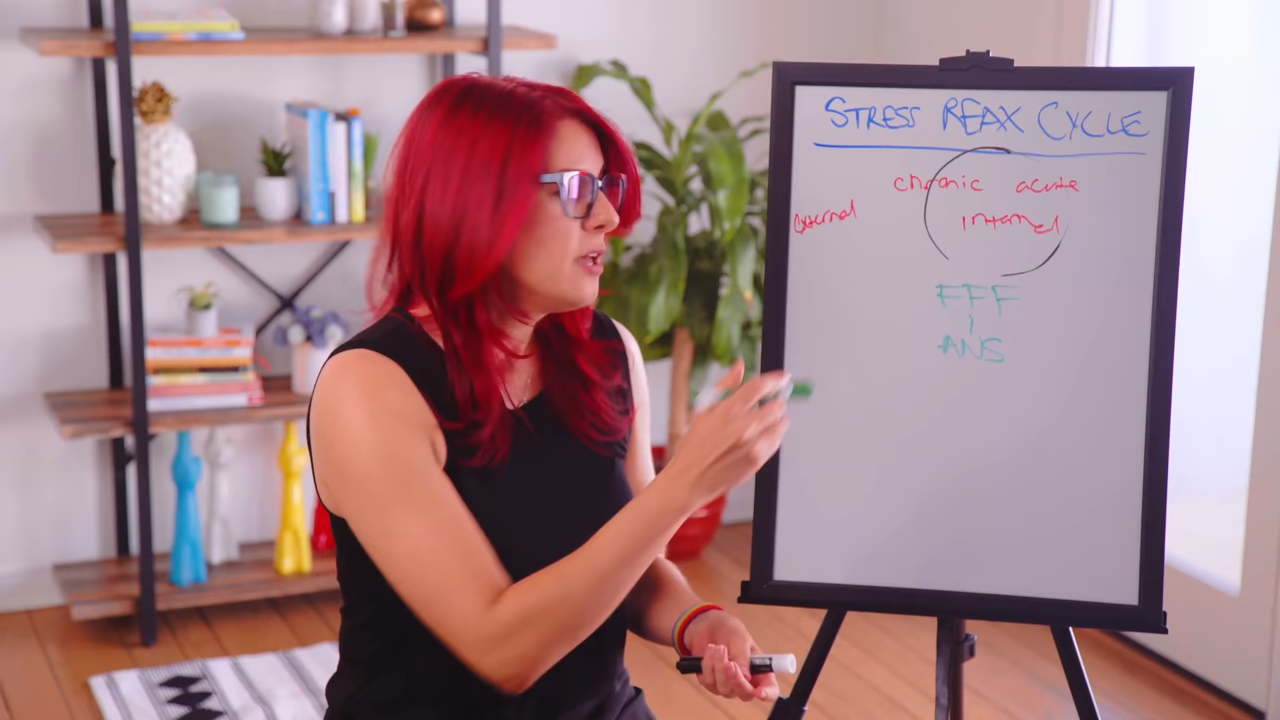 STRESS REAX CYCLE
chronic acute
external internal
FFF
ANS